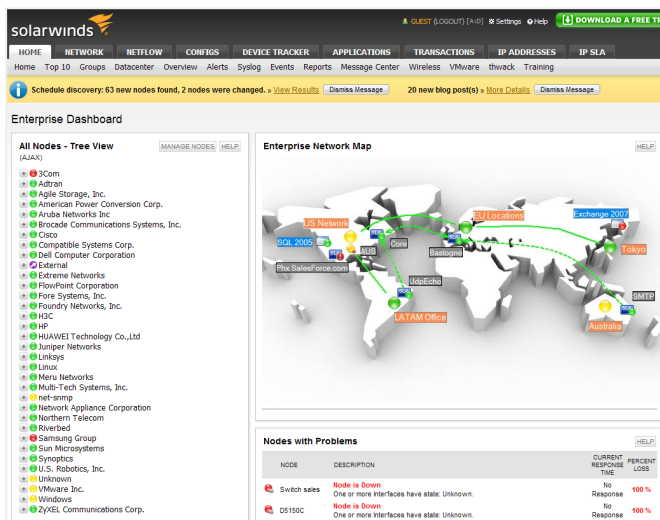 solarwinds
GUEST (LOGOUT) [A:D] Settings Help DOWNLOAD A FREE TR
HOME NETWORK NETFLOW CONFIGS DEVICE TRACKER APPLICATIONS TRANSACTIONS IP ADDRESSES IP SLA
Home Top 10 Groups Datacenter Overview Alerts Syslog Events Reports Message Center Wireless VMware thwack Training
Schedule discovery: 63 new nodes found, 2 nodes were changed. » View Results Dismiss Message 20 new blog post(s) » More Details Dismiss Message
Enterprise Dashboard
All Nodes - Tree View MANAGE NODES HELP
(AJAX)
3Com
Adtran
Agile Storage, Inc.
American Power Conversion Corp.
Aruba Networks Inc
Brocade Communications Systems, Inc.
Cisco
Compatible Systems Corp.
Dell Computer Corporation
External
Extreme Networks
FlowPoint Corporation
Fore Systems, Inc.
Foundry Networks, Inc.
H3C
HP
HUAWEI Technology Co.,Ltd
Juniper Networks
Linksys
Linux
Meru Networks
Multi-Tech Systems, Inc.
net-snmp
Network Appliance Corporation
Northern Telecom
Riverbed
Samsung Group
Sun Microsystems
Synoptics
U.S. Robotics, Inc.
Unknown
VMware Inc.
Windows
ZyXEL Communications Corp.
Enterprise Network Map HELP
US Network
EU Locations
Exchange 2007
SQL 2005
Core
AUS
Bastogne
Tokyo
Phx SalesForce.com
UdpEcho
SMTP
LATAM Office
Australia
Nodes with Problems HELP
NODE DESCRIPTION CURRENT RESPONSE TIME PERCENT LOSS
Switch sales Node is Down No Response 100 %
One or more Interfaces have state: Unknown.
D5150C Node is Down No Response 100 %
One or more Interfaces have state: Unknown.